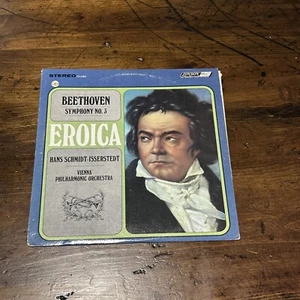 STEREO
LONDON
BEETHOVEN
SYMPHONY NO. 3
EROICA
HANS SCHMIDT-ISSERSTEDT
VIENNA
PHILHARMONIC ORCHESTRA